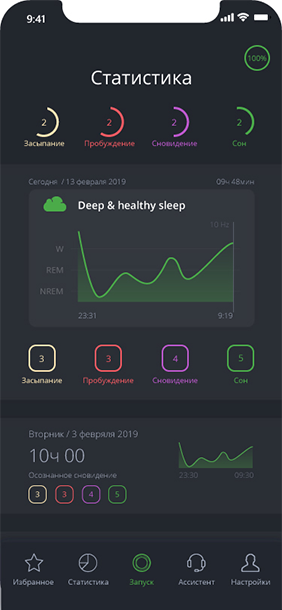 9:41
100%
Статистика
2 2 2 2
Засыпание Пробуждение Сновидение Сон
Сегодня / 13 февраля 2019 09ч 48мин
Deep & healthy sleep
10 Hz
W
REM
NREM
23:31 9:19
3 3 4 5
Засыпание Пробуждение Сновидение Сон
Вторник / 3 февряля 2019
10ч 00
Осознанное сновидение
23:30 09:30
3 3 4 5
Избранное Статистика Запуск Ассистент Настройки